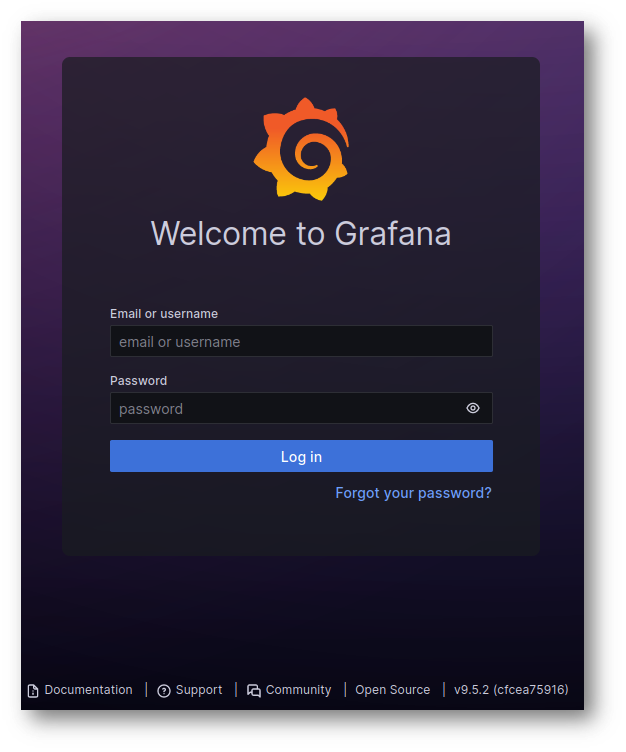 Welcome to Grafana
Email or username
email or username
Password
password
Log in
Forgot your password?
Documentation | Support | Community | Open Source | v9.5.2 (cfcea75916)